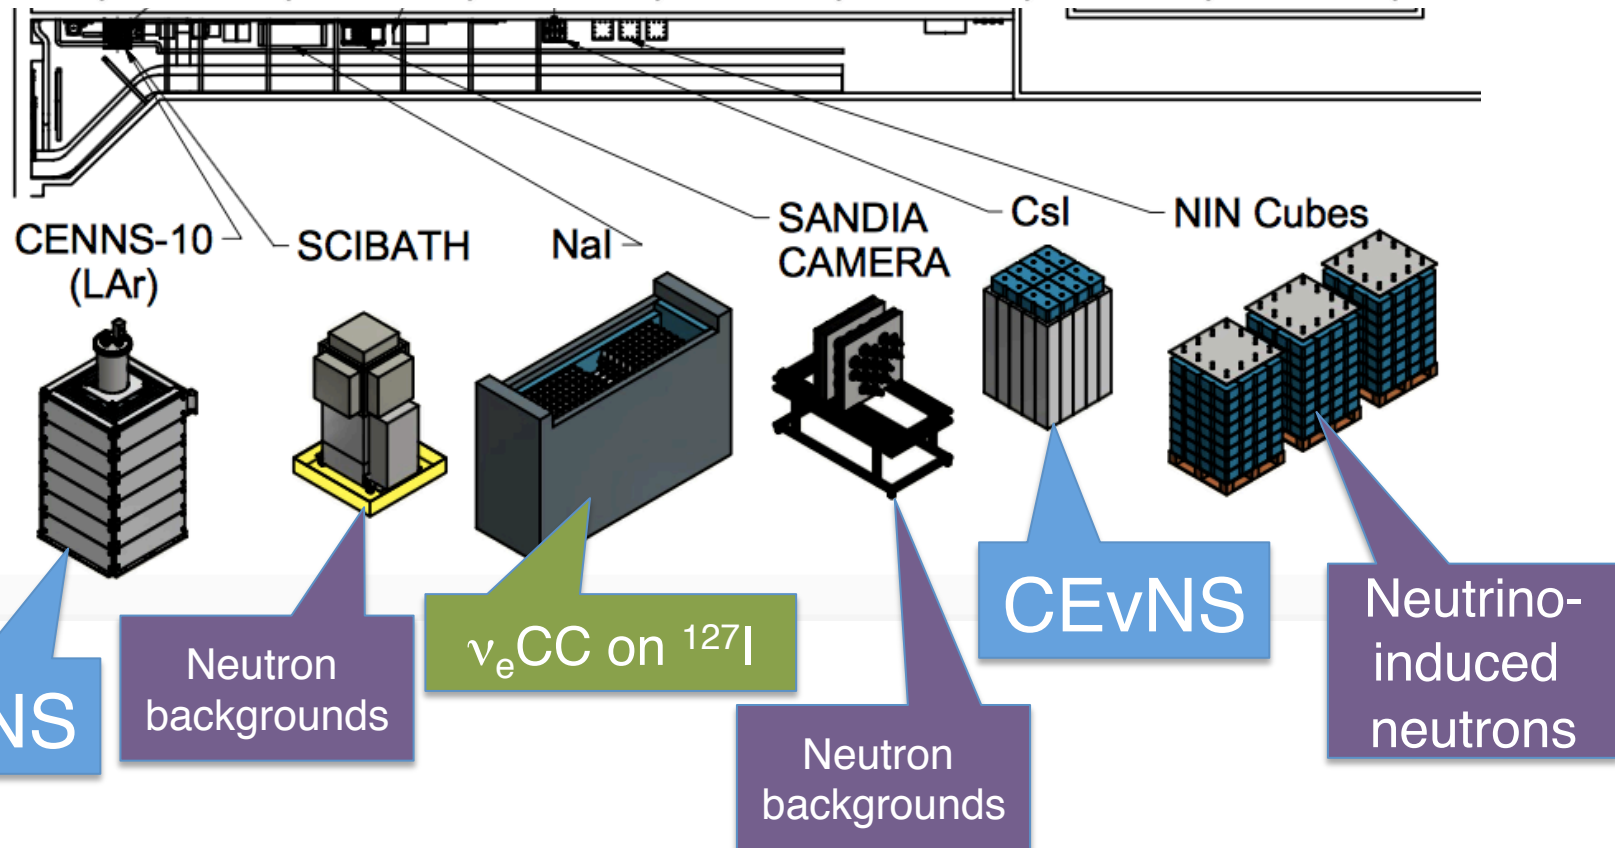 CENNS-10
(LAr)
SCIBATH
NaI
SANDIA
CAMERA
CsI
NIN Cubes
NS
Neutron
backgrounds
νₑCC on ¹²⁷I
Neutron
backgrounds
CEvNS
Neutrino-
induced
neutrons